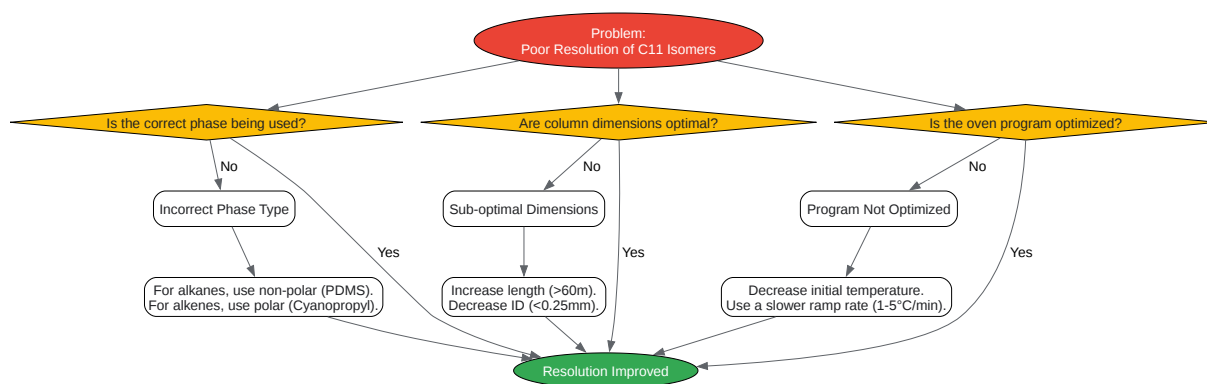 Problem:
Poor Resolution of C11 Isomers
Is the correct phase being used?
Are column dimensions optimal?
Is the oven program optimized?
No
No
No
Incorrect Phase Type
Sub-optimal Dimensions
Program Not Optimized
Yes
Yes
Yes
For alkanes, use non-polar (PDMS).
For alkenes, use polar (Cyanopropyl).
Increase length (>60m).
Decrease ID (<0.25mm).
Decrease initial temperature.
Use a slower ramp rate (1-5°C/min).
Resolution Improved